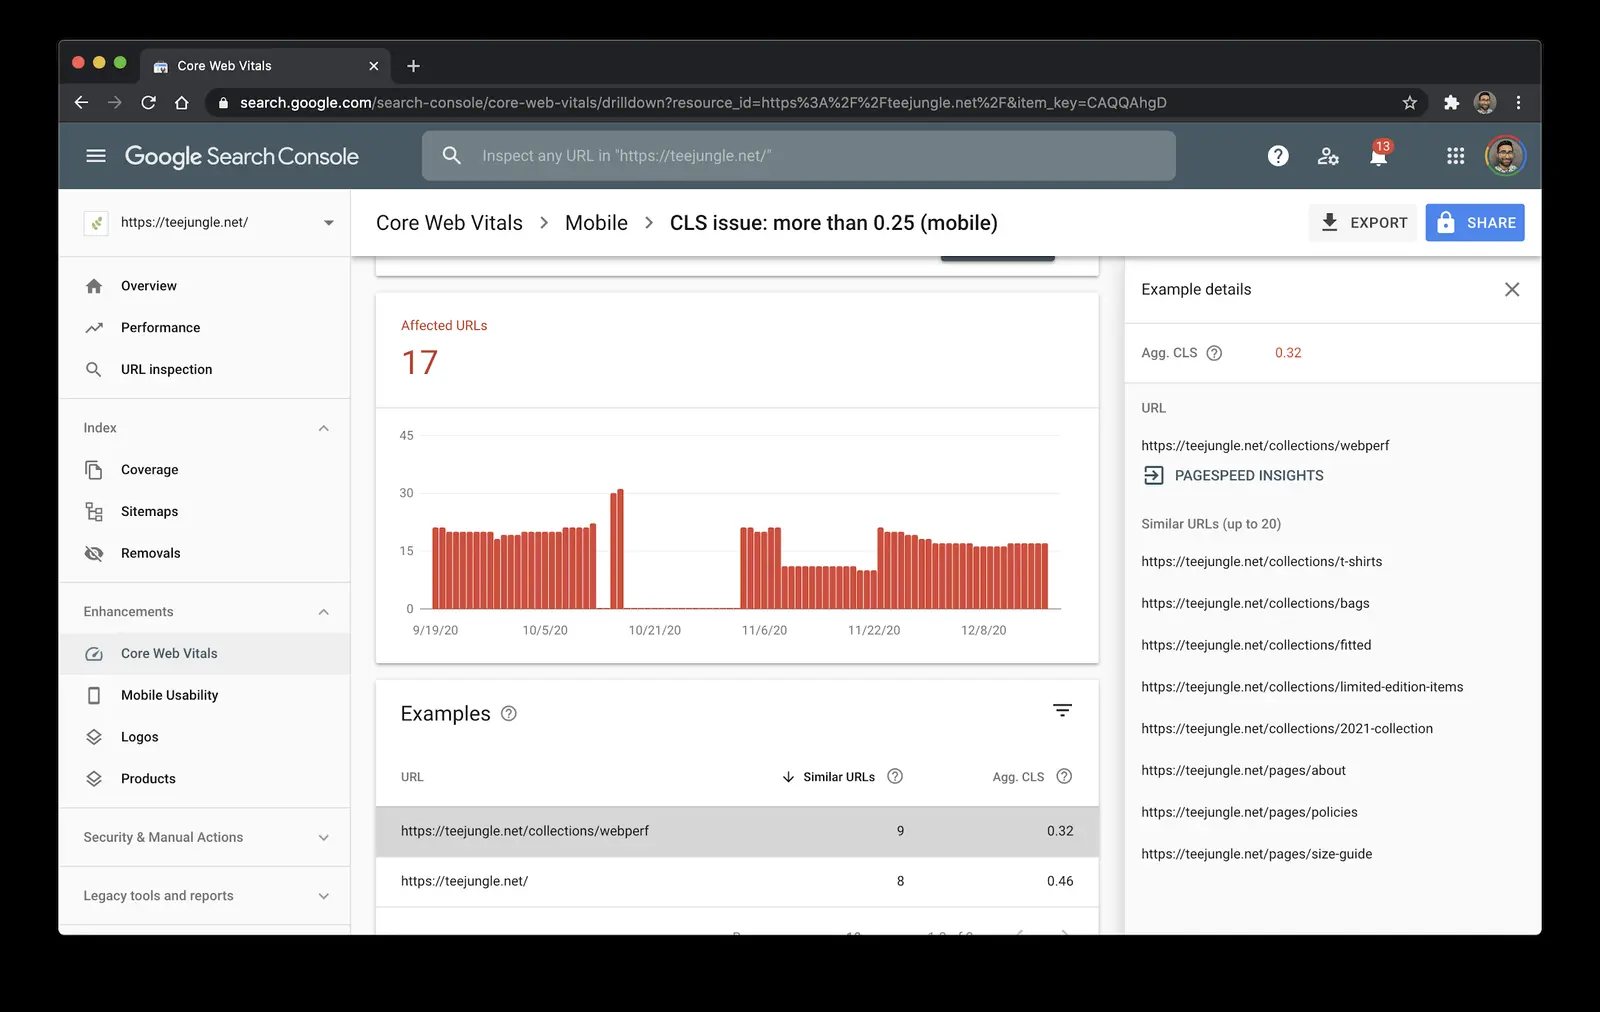 Core Web Vitals
search.google.com/search-console/core-web-vitals/drilldown?resource_id=https%3A%2F%2Fteejungle.net%2F&item_key=CAQQAhgD
Google Search Console
Inspect any URL in "https://teejungle.net/"
13
https://teejungle.net/
Core Web Vitals > Mobile > CLS issue: more than 0.25 (mobile)
EXPORT
SHARE
Overview
Performance
URL inspection
Index
Coverage
Sitemaps
Removals
Enhancements
Core Web Vitals
Mobile Usability
Logos
Products
Security & Manual Actions
Legacy tools and reports
Affected URLs
17
45
30
15
0
9/19/20 10/5/20 10/21/20 11/6/20 11/22/20 12/8/20
Examples
URL Similar URLs Agg. CLS
https://teejungle.net/collections/webperf 9 0.32
https://teejungle.net/ 8 0.46
Example details
Agg. CLS 0.32
URL
https://teejungle.net/collections/webperf
PAGESPEED INSIGHTS
Similar URLs (up to 20)
https://teejungle.net/collections/t-shirts
https://teejungle.net/collections/bags
https://teejungle.net/collections/fitted
https://teejungle.net/collections/limited-edition-items
https://teejungle.net/collections/2021-collection
https://teejungle.net/pages/about
https://teejungle.net/pages/policies
https://teejungle.net/pages/size-guide